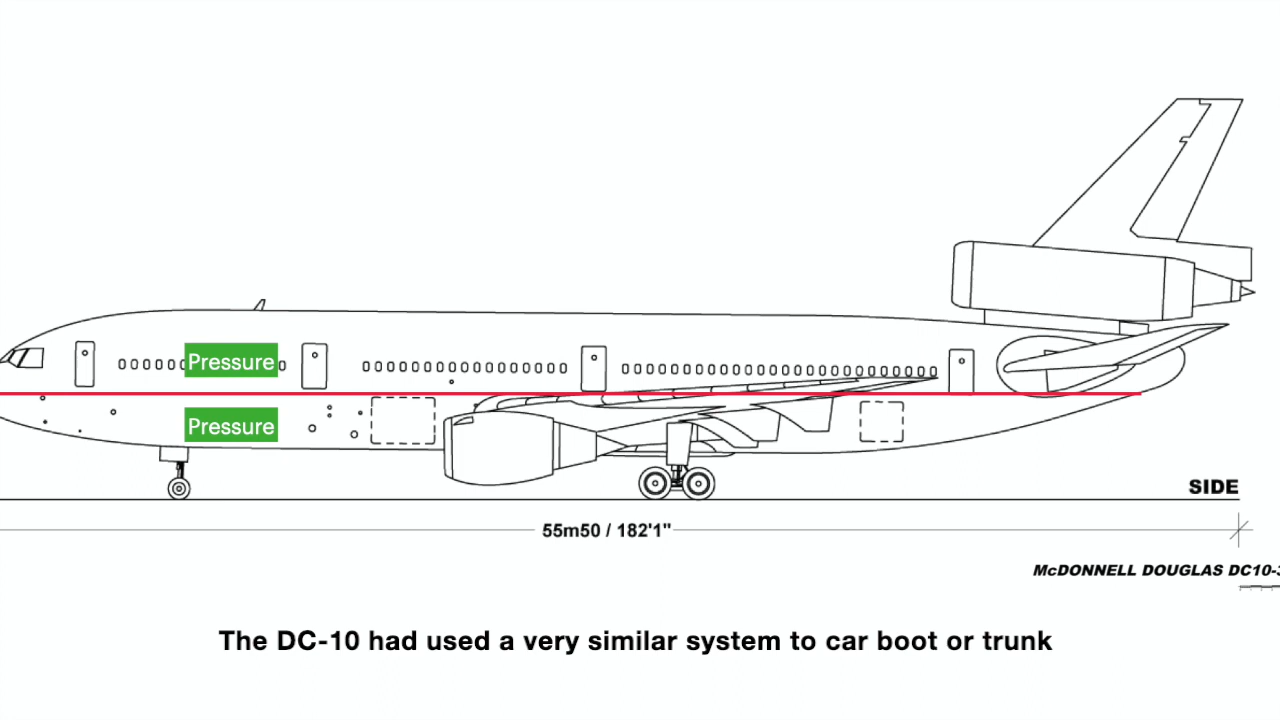 Pressure
Pressure
SIDE
55m50 / 182'1"
McDONNELL DOUGLAS DC10-3
The DC-10 had used a very similar system to car boot or trunk